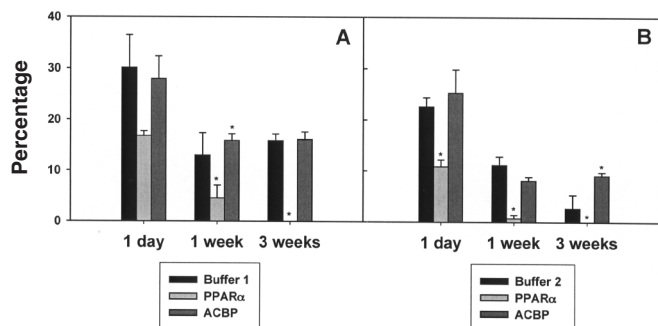 40
30
20
10
0
Percentage
A
B
*
*
*
*
*
*
*
1 day
1 week
3 weeks
1 day
1 week
3 weeks
Buffer 1
PPARα
ACBP
Buffer 2
PPARα
ACBP